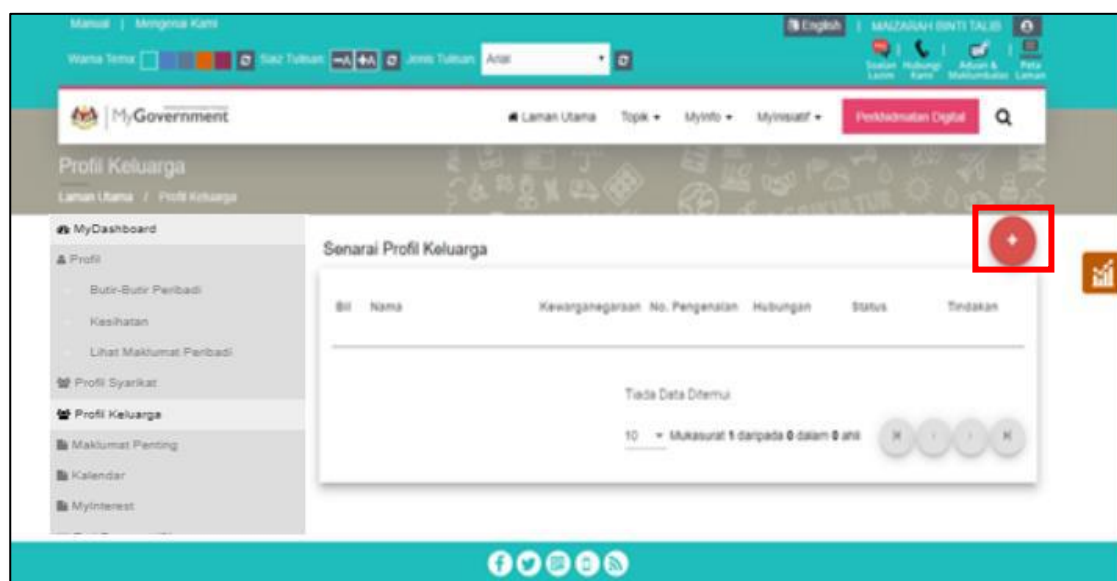 Manual | Mengenai Kami
English | MAIZARAH BINTI TALIB
Warna Tema Saiz Tulisan -A +A Jenis Tulisan Arial
Soalan Lazim | Hubungi Kami | Aduan & Maklumbalas | Peta Laman
MyGovernment
Laman Utama Topik MyInfo MyInisiatif Perkhidmatan Digital
Profil Keluarga
Laman Utama / Profil Keluarga
MyDashboard
Profil
Butir-Butir Peribadi
Kesihatan
Lihat Maklumat Peribadi
Profil Syarikat
Profil Keluarga
Maklumat Penting
Kalendar
MyInterest
Senarai Profil Keluarga
+
Bil Nama Kewarganegaraan No. Pengenalan Hubungan Status Tindakan
Tiada Data Ditemui
10 Mukasurat 1 daripada 0 dalam 0 ahli